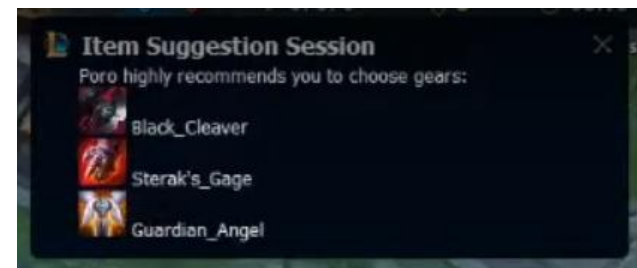 Item Suggestion Session
Poro highly recommends you to choose gears:
Black_Cleaver
Sterak's_Gage
Guardian_Angel